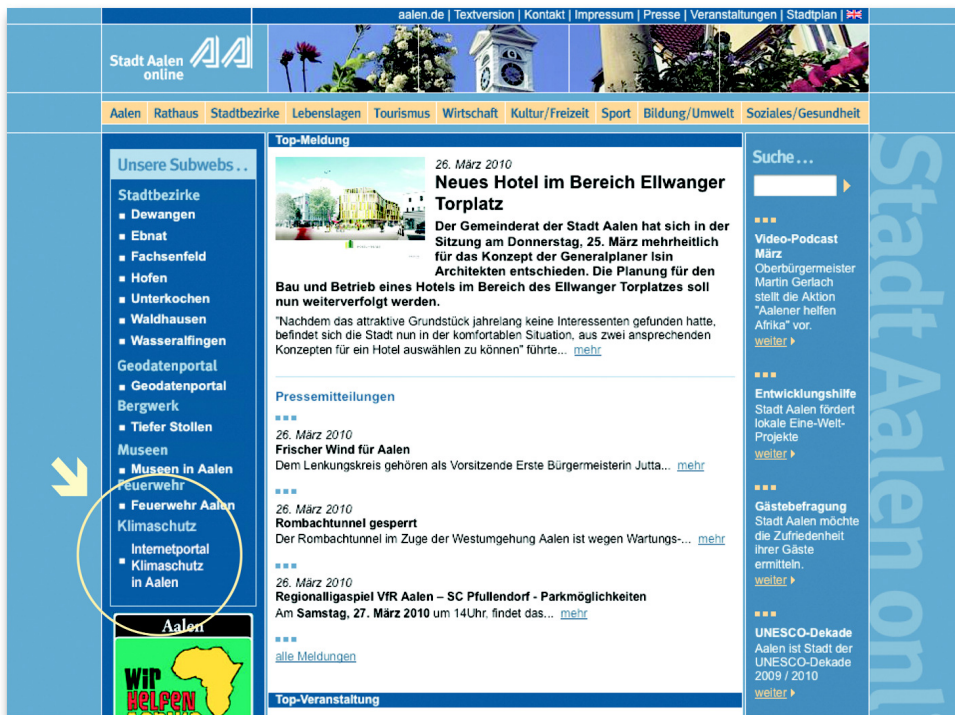 aalen.de | Textversion | Kontakt | Impressum | Presse | Veranstaltungen | Stadtplan |
Stadt Aalen
online
AA
Aalen Rathaus Stadtbezirke Lebenslagen Tourismus Wirtschaft Kultur/Freizeit Sport Bildung/Umwelt Soziales/Gesundheit
Unsere Subwebs . .
Stadtbezirke
Dewangen
Ebnat
Fachsenfeld
Hofen
Unterkochen
Waldhausen
Wasseralfingen
Geodatenportal
Geodatenportal
Bergwerk
Tiefer Stollen
Museen
Museen in Aalen
Feuerwehr
Feuerwehr Aalen
Klimaschutz
Internetportal
Klimaschutz
in Aalen
Aalen
WIR
HELFEN
Top-Meldung
26. März 2010
Neues Hotel im Bereich Ellwanger
Torplatz
Der Gemeinderat der Stadt Aalen hat sich in der
Sitzung am Donnerstag, 25. März mehrheitlich
für das Konzept der Generalplaner Isin
Architekten entschieden. Die Planung für den
Bau und Betrieb eines Hotels im Bereich des Ellwanger Torplatzes soll
nun weiterverfolgt werden.
"Nachdem das attraktive Grundstück jahrelang keine Interessenten gefunden hatte,
befindet sich die Stadt nun in der komfortablen Situation, aus zwei ansprechenden
Konzepten für ein Hotel auswählen zu können" führte... mehr
Pressemitteilungen
26. März 2010
Frischer Wind für Aalen
Dem Lenkungskreis gehören als Vorsitzende Erste Bürgermeisterin Jutta... mehr
26. März 2010
Rombachtunnel gesperrt
Der Rombachtunnel im Zuge der Westumgehung Aalen ist wegen Wartungs-... mehr
26. März 2010
Regionalligaspiel VfR Aalen – SC Pfullendorf - Parkmöglichkeiten
Am Samstag, 27. März 2010 um 14Uhr, findet das... mehr
alle Meldungen
Top-Veranstaltung
Suche . . .
Video-Podcast
März
Oberbürgermeister
Martin Gerlach
stellt die Aktion
"Aalener helfen
Afrika" vor.
weiter
Entwicklungshilfe
Stadt Aalen fördert
lokale Eine-Welt-
Projekte
weiter
Gästebefragung
Stadt Aalen möchte
die Zufriedenheit
ihrer Gäste
ermitteln.
weiter
UNESCO-Dekade
Aalen ist Stadt der
UNESCO-Dekade
2009 / 2010
weiter
Stadt Aalen onl